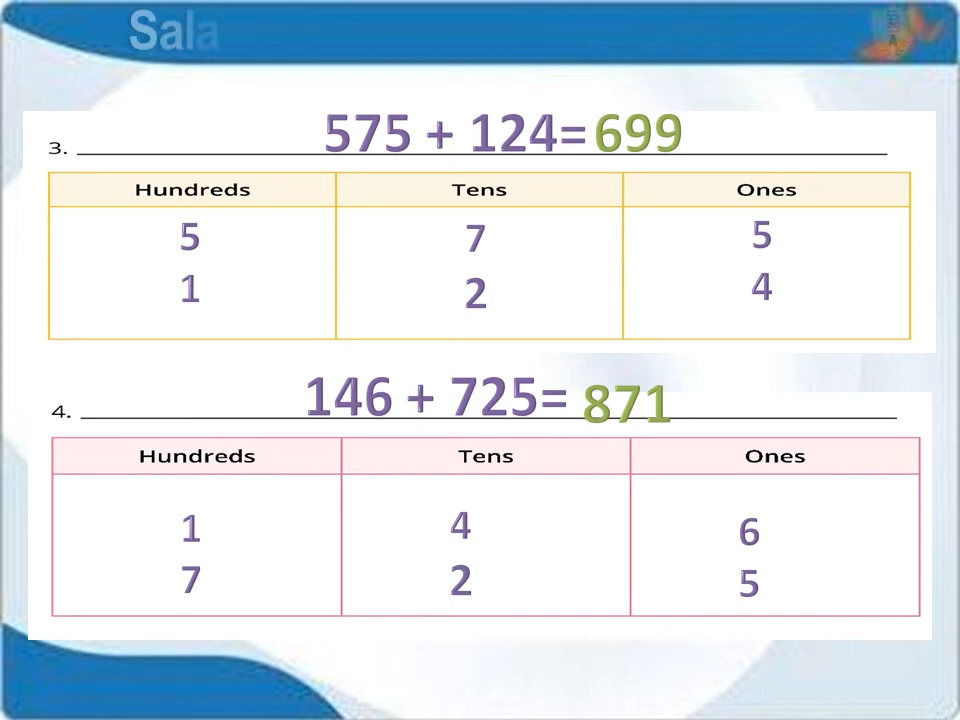 Sala
3. 575 + 124= 699
Hundreds Tens Ones
5 7 5
1 2 4
4. 146 + 725= 871
Hundreds Tens Ones
1 4 6
7 2 5